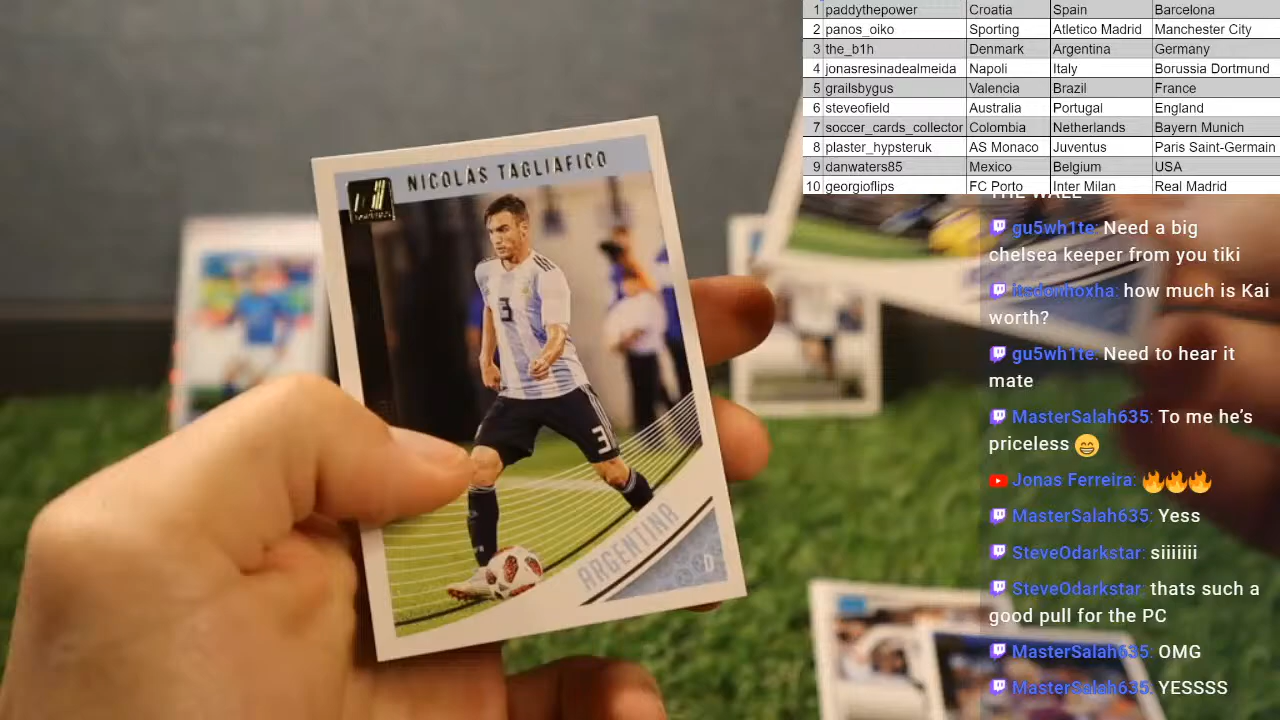 1 paddythepower Croatia Spain Barcelona
2 panos_oiko Sporting Atletico Madrid Manchester City
3 the_b1h Denmark Argentina Germany
4 jonasresinadealmeida Napoli Italy Borussia Dortmund
5 grailsbygus Valencia Brazil France
6 steveofield Australia Portugal England
7 soccer_cards_collector Colombia Netherlands Bayern Munich
8 plaster_hypsteruk AS Monaco Juventus Paris Saint-Germain
9 danwaters85 Mexico Belgium USA
10 georgioflips FC Porto Inter Milan Real Madrid
THE WALL
gu5wh1te: Need a big
chelsea keeper from you tiki
itsdonhoxha: how much is Kai
worth?
gu5wh1te: Need to hear it
mate
MasterSalah635: To me he's
priceless 😁
Jonas Ferreira: 🔥🔥🔥
MasterSalah635: Yess
SteveOdarkstar: siiiiiii
SteveOdarkstar: thats such a
good pull for the PC
MasterSalah635: OMG
MasterSalah635: YESSSS
NICOLÁS TAGLIAFICO
3
3
ARGENTINA
D